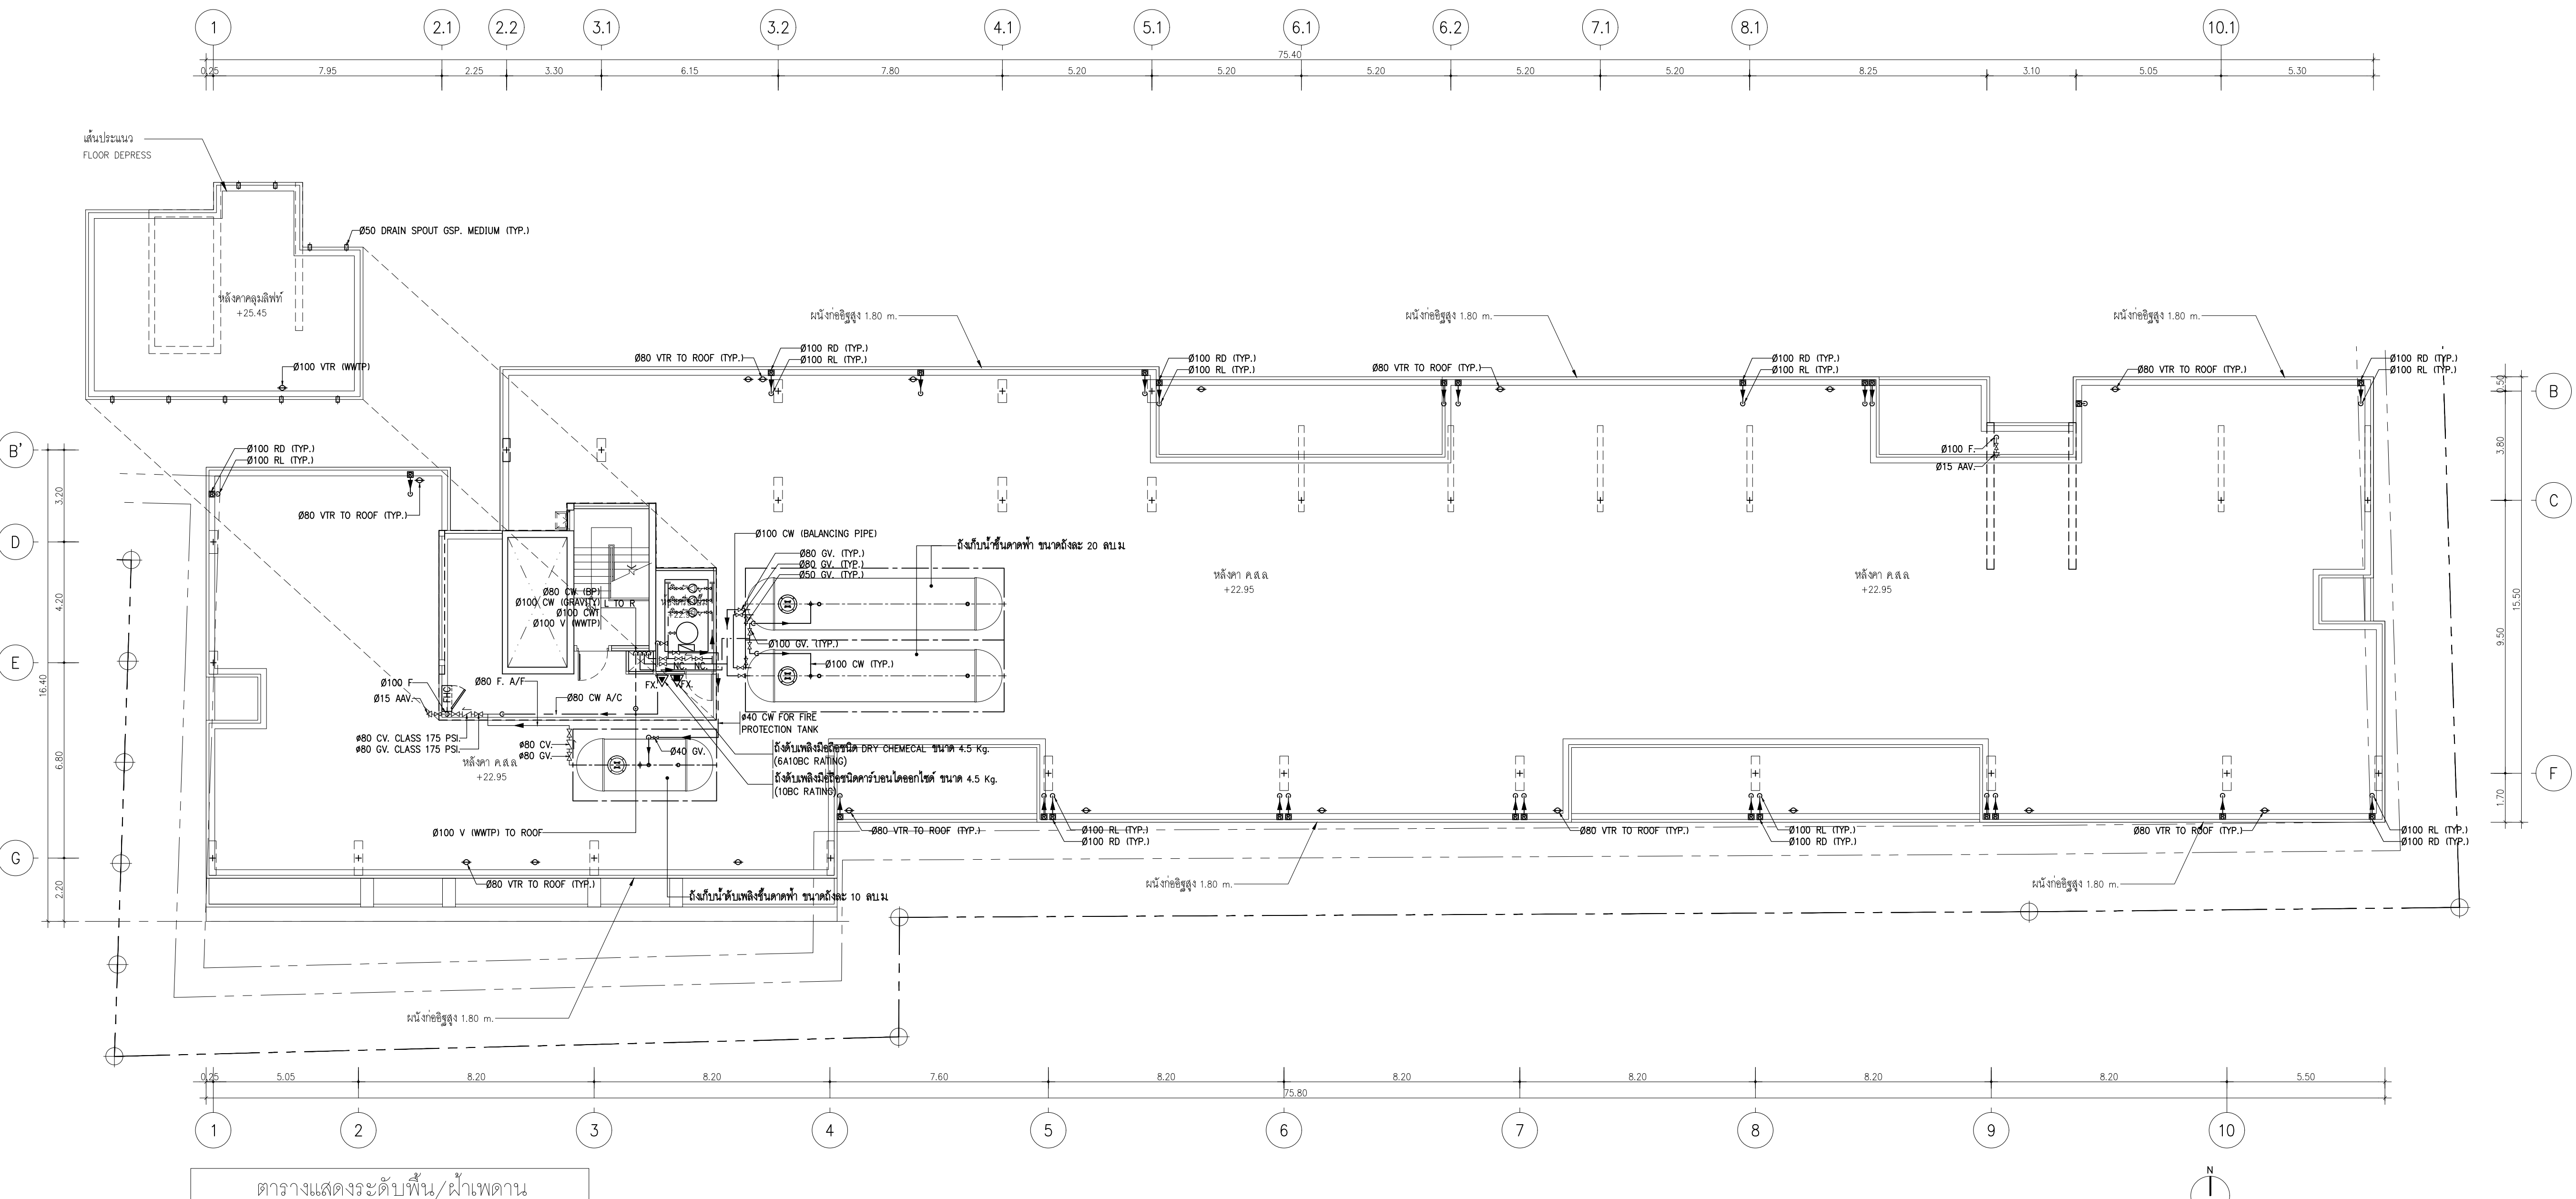 1 2.1 2.2 3.1 3.2 4.1 5.1 6.1 6.2 7.1 8.1 10.1
75.40
0.25 7.95 2.25 3.30 6.15 7.80 5.20 5.20 5.20 5.20 5.20 8.25 3.10 5.05 5.30
เส้นประแนว
FLOOR DEPRESS
Ø50 DRAIN SPOUT GSP. MEDIUM (TYP.)
หลังคาคลุมลิฟท์
+25.45
Ø100 VTR (WWTP)
ผนังก่ออิฐสูง 1.80 m.
ผนังก่ออิฐสูง 1.80 m.
ผนังก่ออิฐสูง 1.80 m.
Ø80 VTR TO ROOF (TYP.)
Ø100 RD (TYP.)
Ø100 RL (TYP.)
Ø100 RD (TYP.)
Ø100 RL (TYP.)
Ø80 VTR TO ROOF (TYP.)
Ø100 RD (TYP.)
Ø100 RL (TYP.)
Ø80 VTR TO ROOF (TYP.)
Ø100 RD (TYP.)
Ø100 RL (TYP.)
B
C
F
0.50
3.80
9.50
1.70
15.50
Ø100 F.
Ø15 AAV.
B'
D
E
G
3.20
4.20
6.80
2.20
16.40
Ø100 RD (TYP.)
Ø100 RL (TYP.)
Ø80 VTR TO ROOF (TYP.)
Ø100 CW (BALANCING PIPE)
Ø80 GV. (TYP.)
Ø80 GV. (TYP.)
Ø50 GV. (TYP.)
ถังเก็บน้ำชั้นดาดฟ้า ขนาดถังละ 20 ลบ.ม.
หลังคา ค.ส.ล.
+22.95
หลังคา ค.ส.ล.
+22.95
Ø80 CW (BP)
Ø100 CW (GRAVITY) L TO R
Ø100 CWT
Ø100 V (WWTP)
Ø100 GV. (TYP.)
Ø100 CW (TYP.)
NC. NC.
FX. FX.
FHC
Ø100 F
Ø15 AAV.
Ø80 F. A/F
Ø80 CW A/C
Ø40 CW FOR FIRE
PROTECTION TANK
Ø80 CV. CLASS 175 PSI.
Ø80 GV. CLASS 175 PSI.
Ø80 CV.
Ø80 GV.
Ø40 GV.
หลังคา ค.ส.ล.
+22.95
ถังดับเพลิงมือถือชนิด DRY CHEMECAL ขนาด 4.5 Kg.
(6A10BC RATING)
ถังดับเพลิงมือถือชนิดคาร์บอนไดออกไซด์ ขนาด 4.5 Kg.
(10BC RATING)
Ø100 V (WWTP) TO ROOF
Ø80 VTR TO ROOF (TYP.)
Ø100 RL (TYP.)
Ø100 RD (TYP.)
Ø80 VTR TO ROOF (TYP.)
Ø100 RL (TYP.)
Ø100 RD (TYP.)
Ø80 VTR TO ROOF (TYP.)
Ø100 RL (TYP.)
Ø100 RD (TYP.)
Ø80 VTR TO ROOF (TYP.)
ถังเก็บน้ำดับเพลิงชั้นดาดฟ้า ขนาดถังละ 10 ลบ.ม.
ผนังก่ออิฐสูง 1.80 m.
ผนังก่ออิฐสูง 1.80 m.
ผนังก่ออิฐสูง 1.80 m.
0.25 5.05 8.20 8.20 7.60 8.20 8.20 8.20 8.20 8.20 5.50
75.80
1 2 3 4 5 6 7 8 9 10
ตารางแสดงระดับพื้น/ฝ้าเพดาน
N